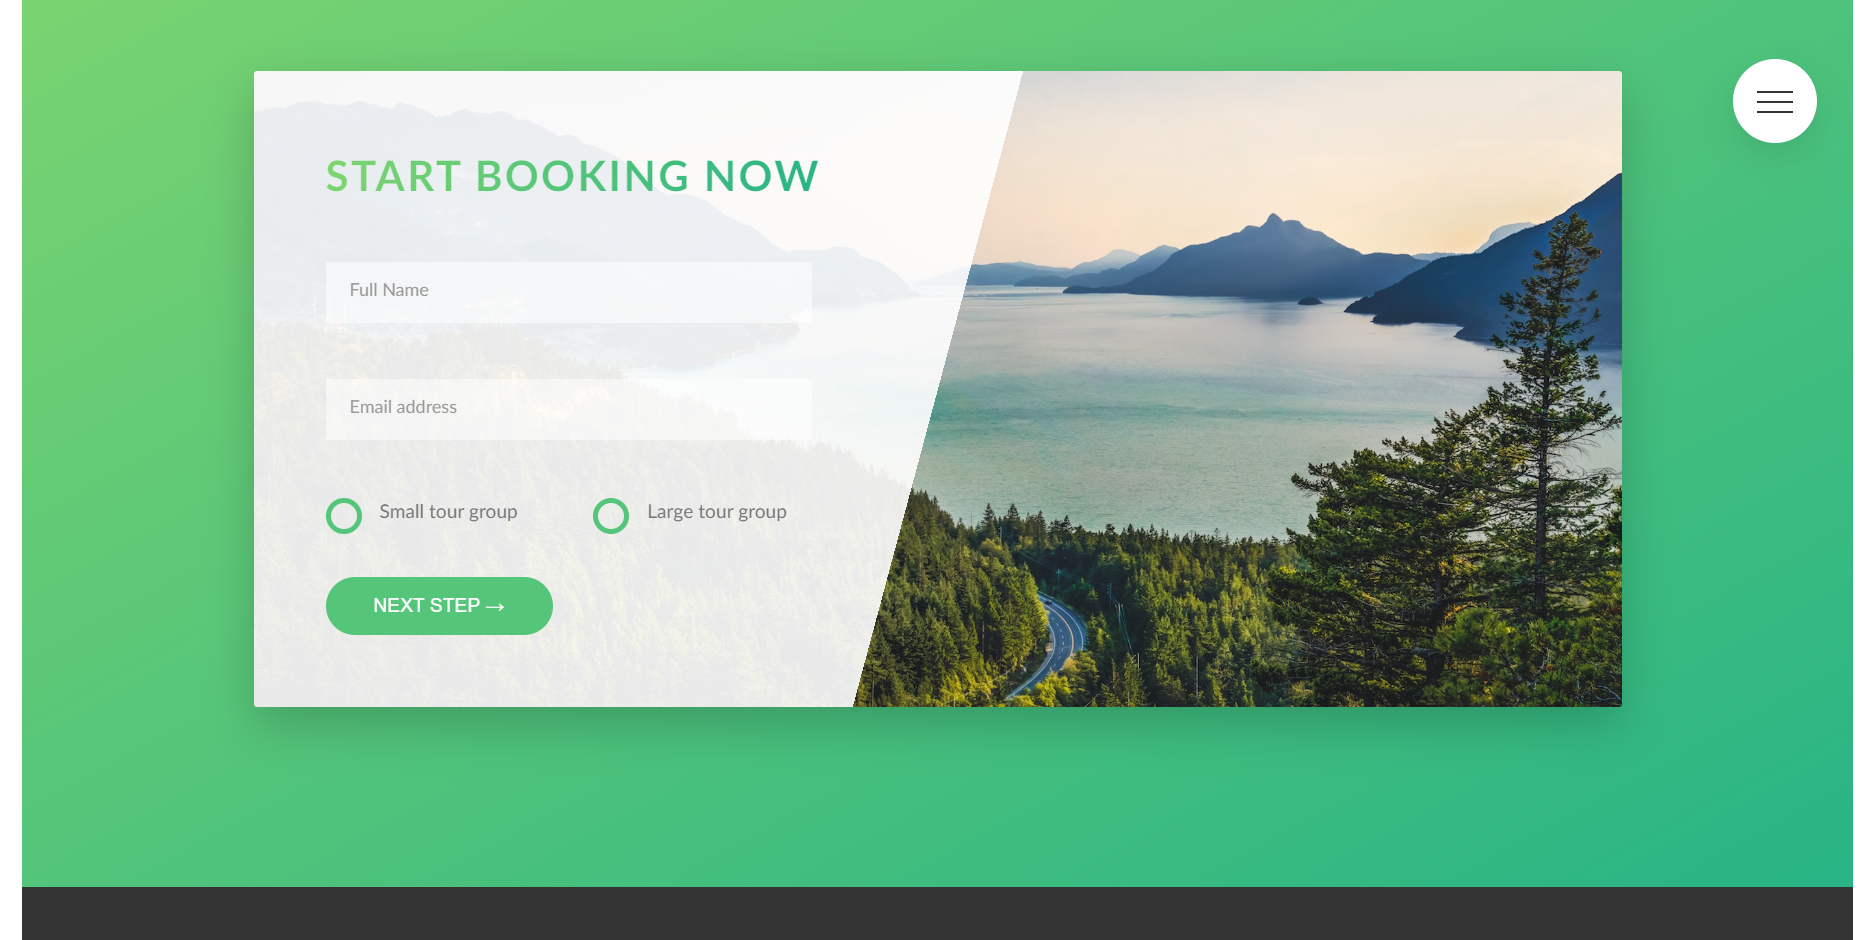 START BOOKING NOW
Full Name
Email address
Small tour group
Large tour group
NEXT STEP →